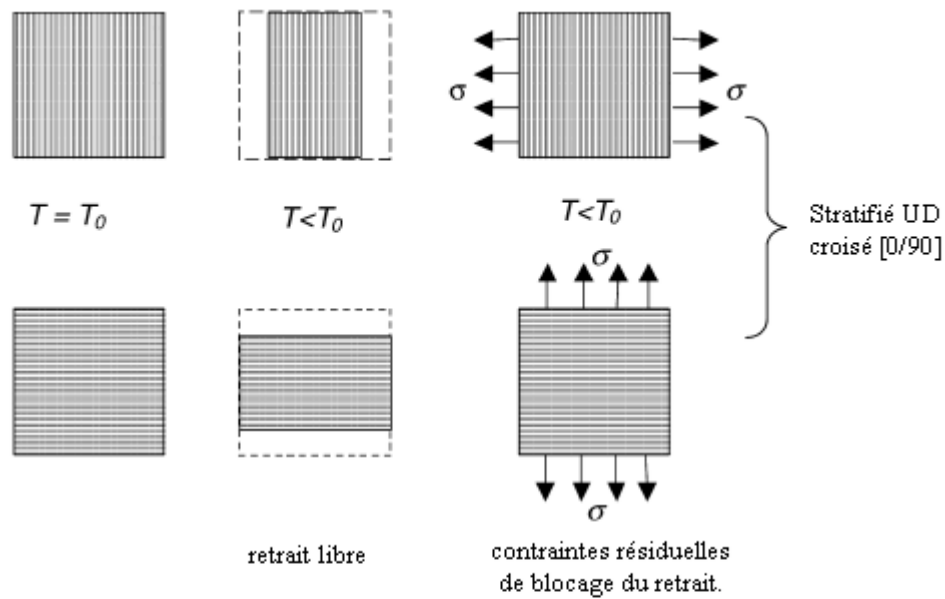 σ
σ
T = T₀
T<T₀
T<T₀
Stratifié UD
croisé [0/90]
σ
σ
retrait libre
contraintes résiduelles
de blocage du retrait.